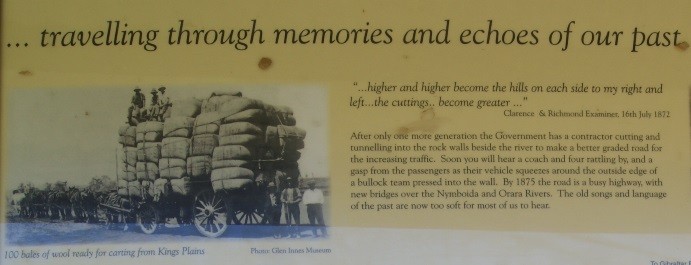 ... travelling through memories and echoes of our past
"...higher and higher become the hills on each side to my right and
left...the cuttings.. become greater ..."
Clarence & Richmond Examiner, 16th July 1872
After only one more generation the Government has a contractor cutting and
tunnelling into the rock walls beside the river to make a better graded road for
the increasing traffic. Soon you will hear a coach and four rattling by, and a
gasp from the passengers as their vehicle squeezes around the outside edge of
a bullock team pressed into the wall. By 1875 the road is a busy highway, with
new bridges over the Nymboida and Orara Rivers. The old songs and language
of the past are now too soft for most of us to hear.
100 bales of wool ready for carting from Kings Plains
Photo: Glen Innes Museum
To Gibraltar